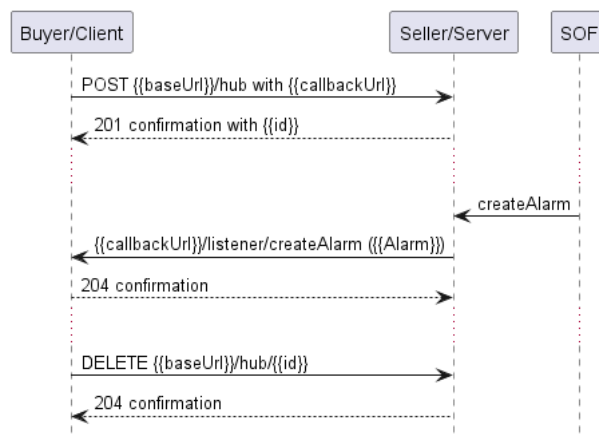 Buyer/Client
Seller/Server
SOF
POST {{baseUrl}}/hub with {{callbackUrl}}
201 confirmation with {{id}}
createAlarm
{{callbackUrl}}/listener/createAlarm ({{Alarm}})
204 confirmation
DELETE {{baseUrl}}/hub/{{id}}
204 confirmation